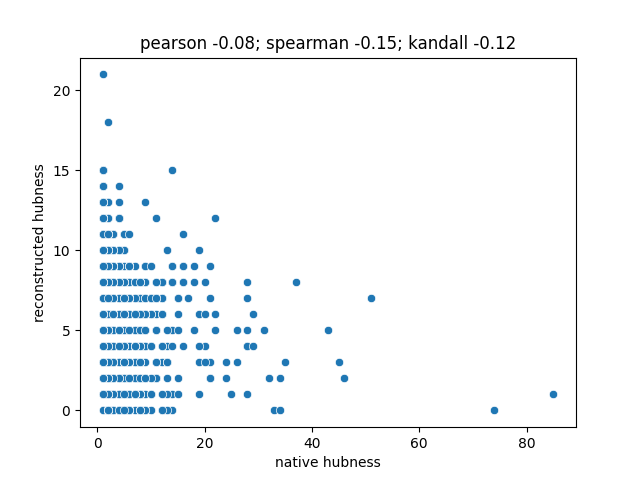 pearson -0.08; spearman -0.15; kandall -0.12
20
15
10
5
0
reconstructed hubness
0 20 40 60 80
native hubness